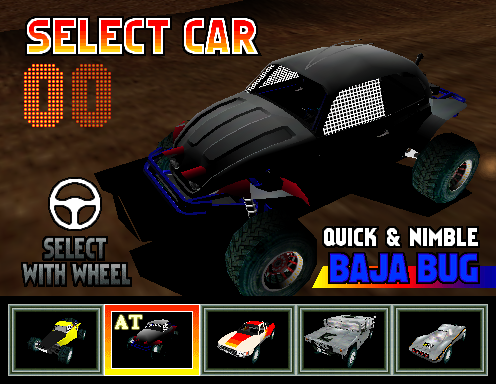 SELECT CAR
00
SELECT
WITH WHEEL
QUICK & NIMBLE
BAJA BUG
AT